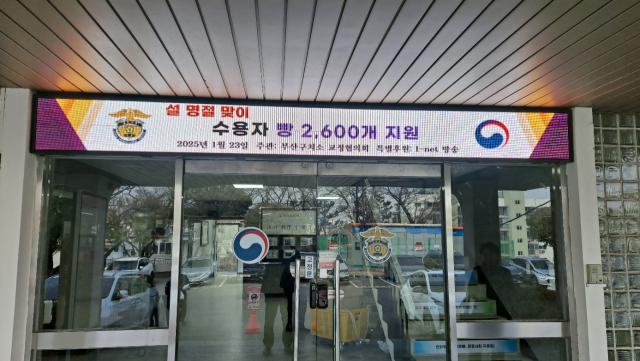 설 명절 맞이
수용자 빵 2,600개 지원
2025년 1월 23일 주관: 부산구치소 교정협의회 특별후원: 1-net 방송